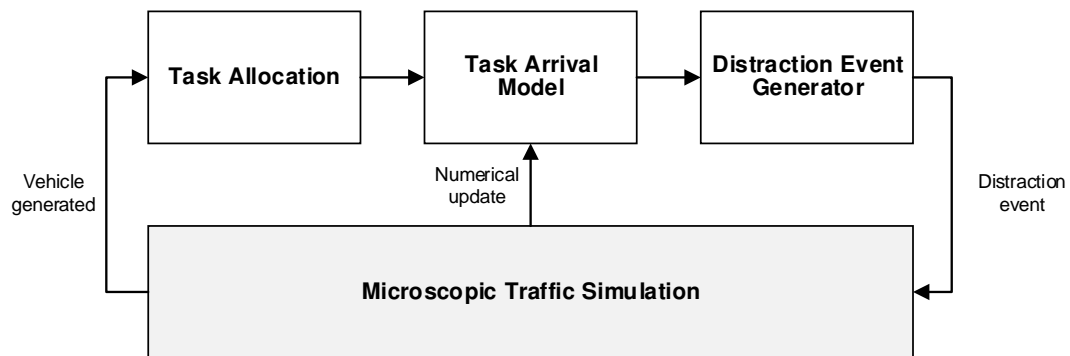 Task Allocation
Task Arrival
Model
Distraction Event
Generator
Vehicle
generated
Numerical
update
Distraction
event
Microscopic Traffic Simulation